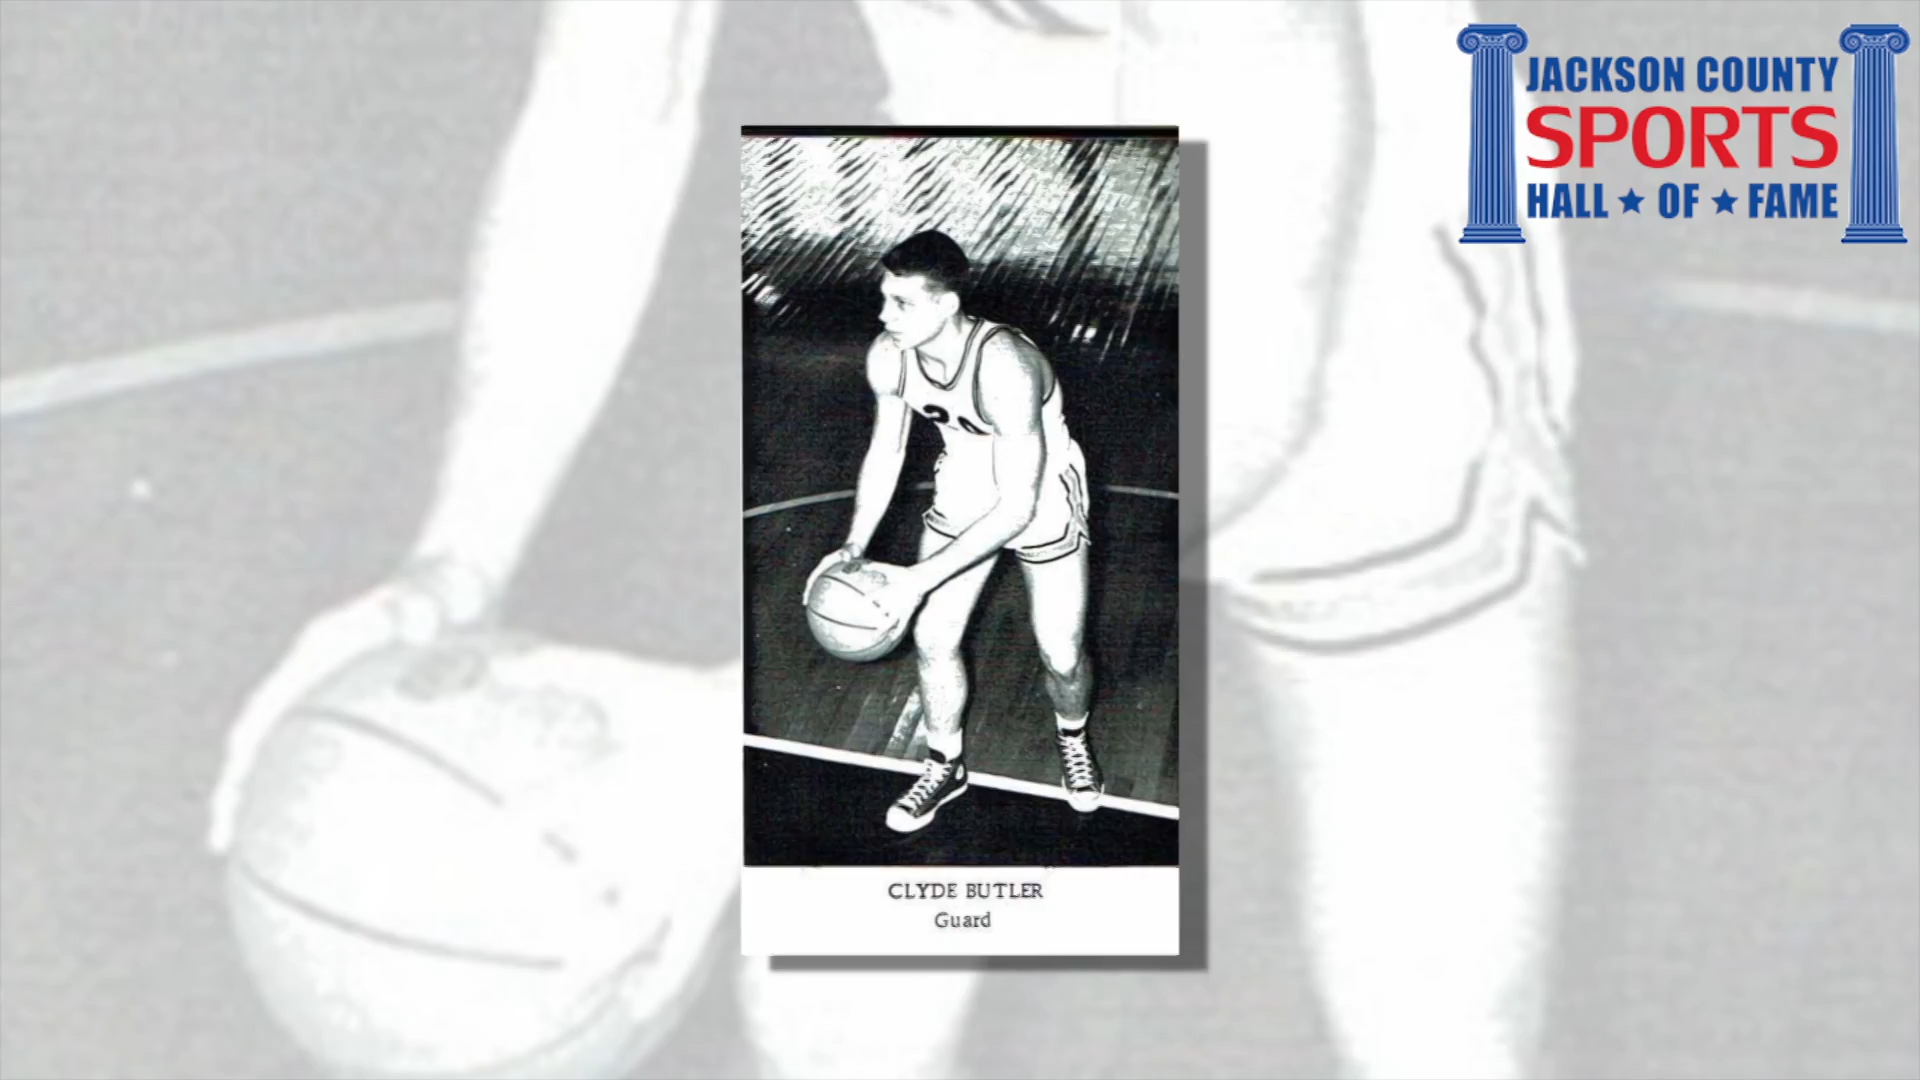 JACKSON COUNTY
SPORTS
HALL ★ OF ★ FAME
CLYDE BUTLER
Guard